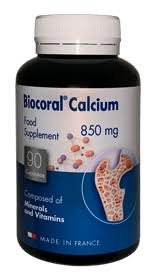 Biocoral® Calcium
Food
Supplement
850 mg
90
Capsules
Composed of
Minerals
and Vitamins
MADE IN FRANCE